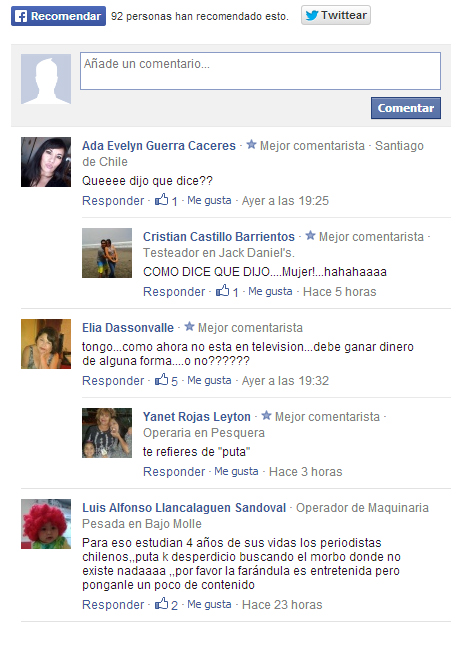 Recomendar 92 personas han recomendado esto. Twittear
Añade un comentario...
Comentar
Ada Evelyn Guerra Caceres · Mejor comentarista · Santiago
de Chile
Queeee dijo que dice??
Responder · 1 · Me gusta · Ayer a las 19:25
Cristian Castillo Barrientos · Mejor comentarista ·
Testeador en Jack Daniel's.
COMO DICE QUE DIJO....Mujer!...hahahaaaa
Responder · 1 · Me gusta · Hace 5 horas
Elia Dassonvalle · Mejor comentarista
tongo...como ahora no esta en television...debe ganar dinero
de alguna forma....o no??????
Responder · 5 · Me gusta · Ayer a las 19:32
Yanet Rojas Leyton · Mejor comentarista ·
Operaria en Pesquera
te refieres de "puta"
Responder · Me gusta · Hace 3 horas
Luis Alfonso Llancalaguen Sandoval · Operador de Maquinaria
Pesada en Bajo Molle
Para eso estudian 4 años de sus vidas los periodistas
chilenos,,puta k desperdicio buscando el morbo donde no
existe nadaaaa ,,por favor la farándula es entretenida pero
ponganle un poco de contenido
Responder · 2 · Me gusta · Hace 23 horas